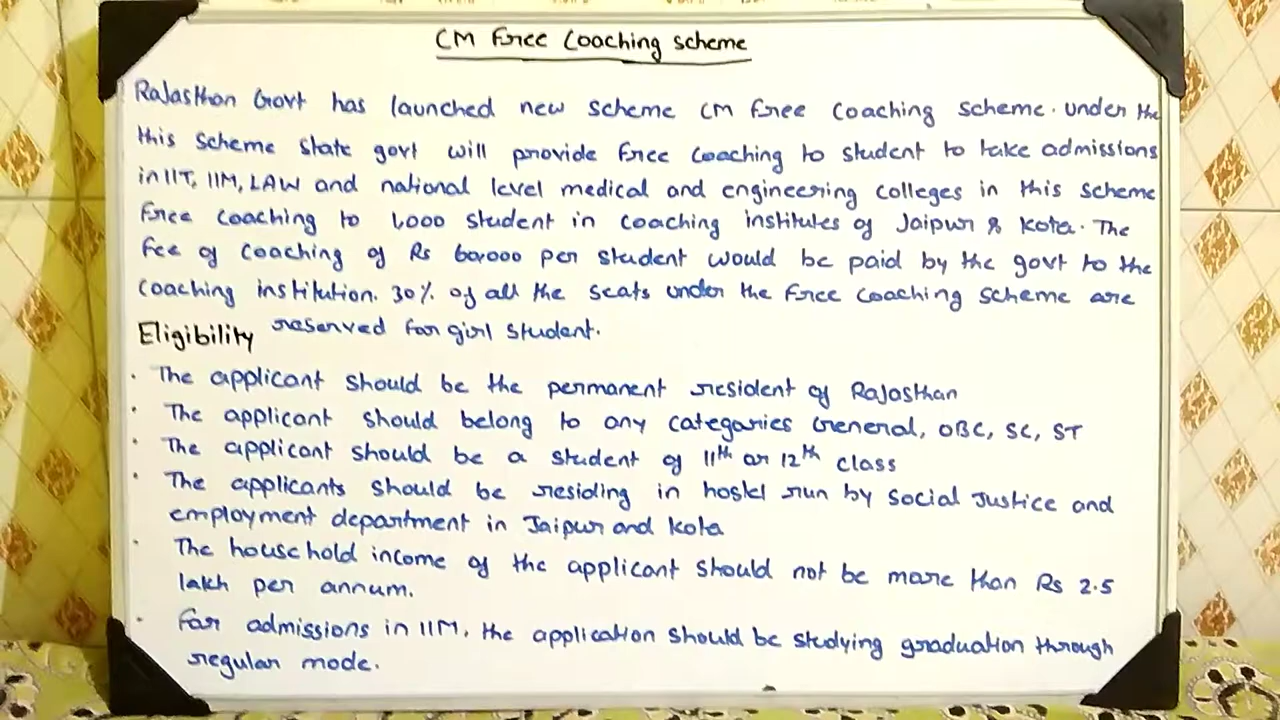 CM Free Coaching Scheme
Rajasthan Govt has launched new scheme CM Free Coaching scheme. under the
this scheme state govt will provide free coaching to student to take admissions
in IIT, IIM, LAW and national level medical and engineering colleges in this scheme
free coaching to 1,000 student in coaching institutes of Jaipur & Kota. The
fee of coaching of Rs 60,000 per student would be paid by the govt to the
coaching institution. 30% of all the seats under the free coaching scheme are
reserved for girl student.
Eligibility
• The applicant should be the permanent resident of Rajasthan
• The applicant should belong to any categories General, OBC, SC, ST
• The applicant should be a student of 11th or 12th class
• The applicants should be residing in hostel run by social justice and
employment department in Jaipur and Kota
• The household income of the applicant should not be more than Rs 2.5
lakh per annum.
• For admissions in IIM, the application should be studying graduation through
regular mode.